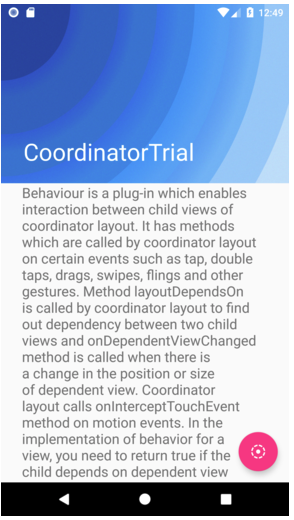 12:49
CoordinatorTrial
Behaviour is a plug-in which enables
interaction between child views of
coordinator layout. It has methods
which are called by coordinator layout
on certain events such as tap, double
taps, drags, swipes, flings and other
gestures. Method layoutDependsOn
is called by coordinator layout to find
out dependency between two child
views and onDependentViewChanged
method is called when there is
a change in the position or size
of dependent view. Coordinator
layout calls onInterceptTouchEvent
method on motion events. In the
implementation of behavior for a
view, you need to return true if the
child depends on dependent view